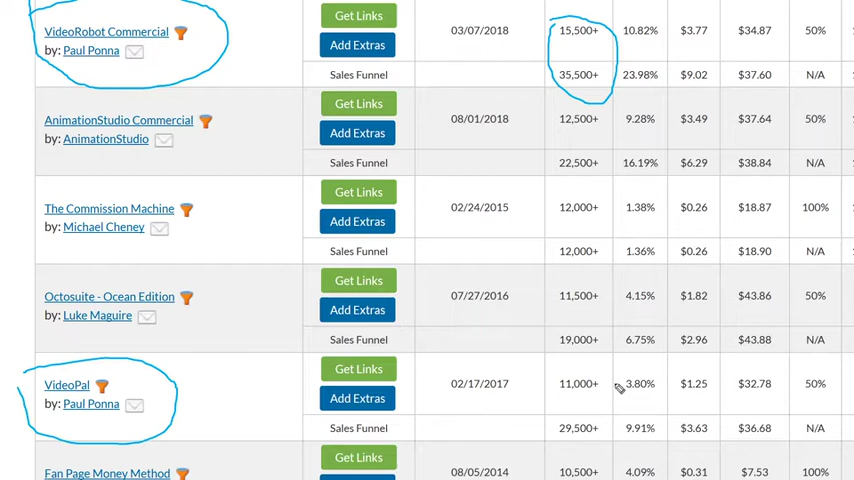 VideoRobot Commercial
by: Paul Ponna
Get Links
Add Extras
03/07/2018 15,500+ 10.82% $3.77 $34.87 50%
Sales Funnel 35,500+ 23.98% $9.02 $37.60 N/A
AnimationStudio Commercial
by: AnimationStudio
Get Links
Add Extras
08/01/2018 12,500+ 9.28% $3.49 $37.64 50%
Sales Funnel 22,500+ 16.19% $6.29 $38.84 N/A
The Commission Machine
by: Michael Cheney
Get Links
Add Extras
02/24/2015 12,000+ 1.38% $0.26 $18.87 100%
Sales Funnel 12,000+ 1.36% $0.26 $18.90 N/A
Octosuite - Ocean Edition
by: Luke Maguire
Get Links
Add Extras
07/27/2016 11,500+ 4.15% $1.82 $43.86 50%
Sales Funnel 19,000+ 6.75% $2.96 $43.88 N/A
VideoPal
by: Paul Ponna
Get Links
Add Extras
02/17/2017 11,000+ 3.80% $1.25 $32.78 50%
Sales Funnel 29,500+ 9.91% $3.63 $36.68 N/A
Fan Page Money Method
Get Links
08/05/2014 10,500+ 4.09% $0.31 $7.53 100%